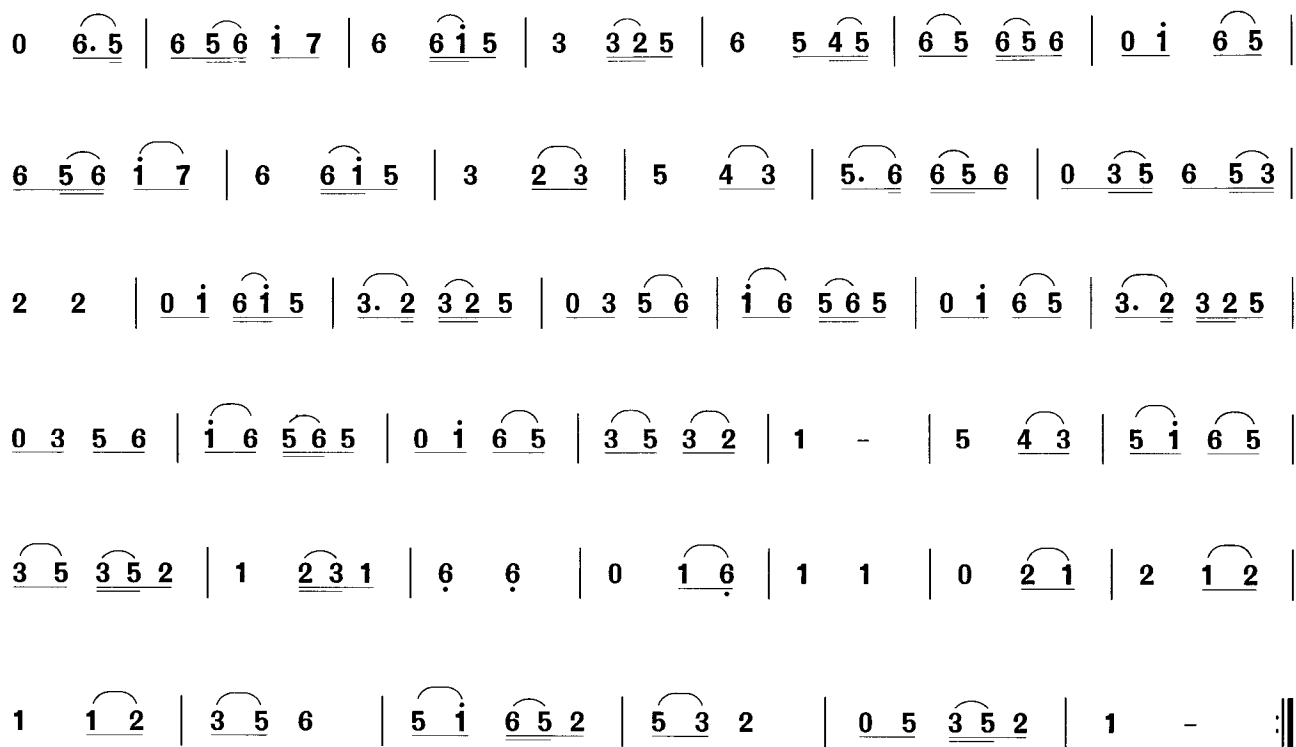 0 6. 5 | 6 5 6 i 7 | 6 6 i 5 | 3 3 2 5 | 6 5 4 5 | 6 5 6 5 6 | 0 i 6 5 |
6 5 6 i 7 | 6 6 i 5 | 3 2 3 | 5 4 3 | 5. 6 6 5 6 | 0 3 5 6 5 3 |
2 2 | 0 i 6 i 5 | 3. 2 3 2 5 | 0 3 5 6 | i 6 5 6 5 | 0 i 6 5 | 3. 2 3 2 5 |
0 3 5 6 | i 6 5 6 5 | 0 i 6 5 | 3 5 3 2 | 1 - | 5 4 3 | 5 i 6 5 |
3 5 3 5 2 | 1 2 3 1 | 6̣ 6̣ | 0 1 6̣ | 1 1 | 0 2 1 | 2 1 2 |
1 1 2 | 3 5 6 | 5 i 6 5 2 | 5 3 2 | 0 5 3 5 2 | 1 - :‖